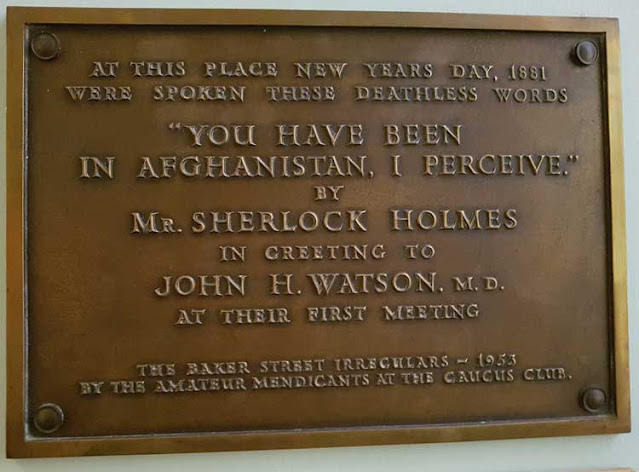 AT THIS PLACE NEW YEARS DAY, 1881
WERE SPOKEN THESE DEATHLESS WORDS
"YOU HAVE BEEN
IN AFGHANISTAN, I PERCEIVE."
BY
MR. SHERLOCK HOLMES
IN GREETING TO
JOHN H. WATSON, M.D.
AT THEIR FIRST MEETING
THE BAKER STREET IRREGULARS – 1953
BY THE AMATEUR MENDICANTS AT THE CAUCUS CLUB.